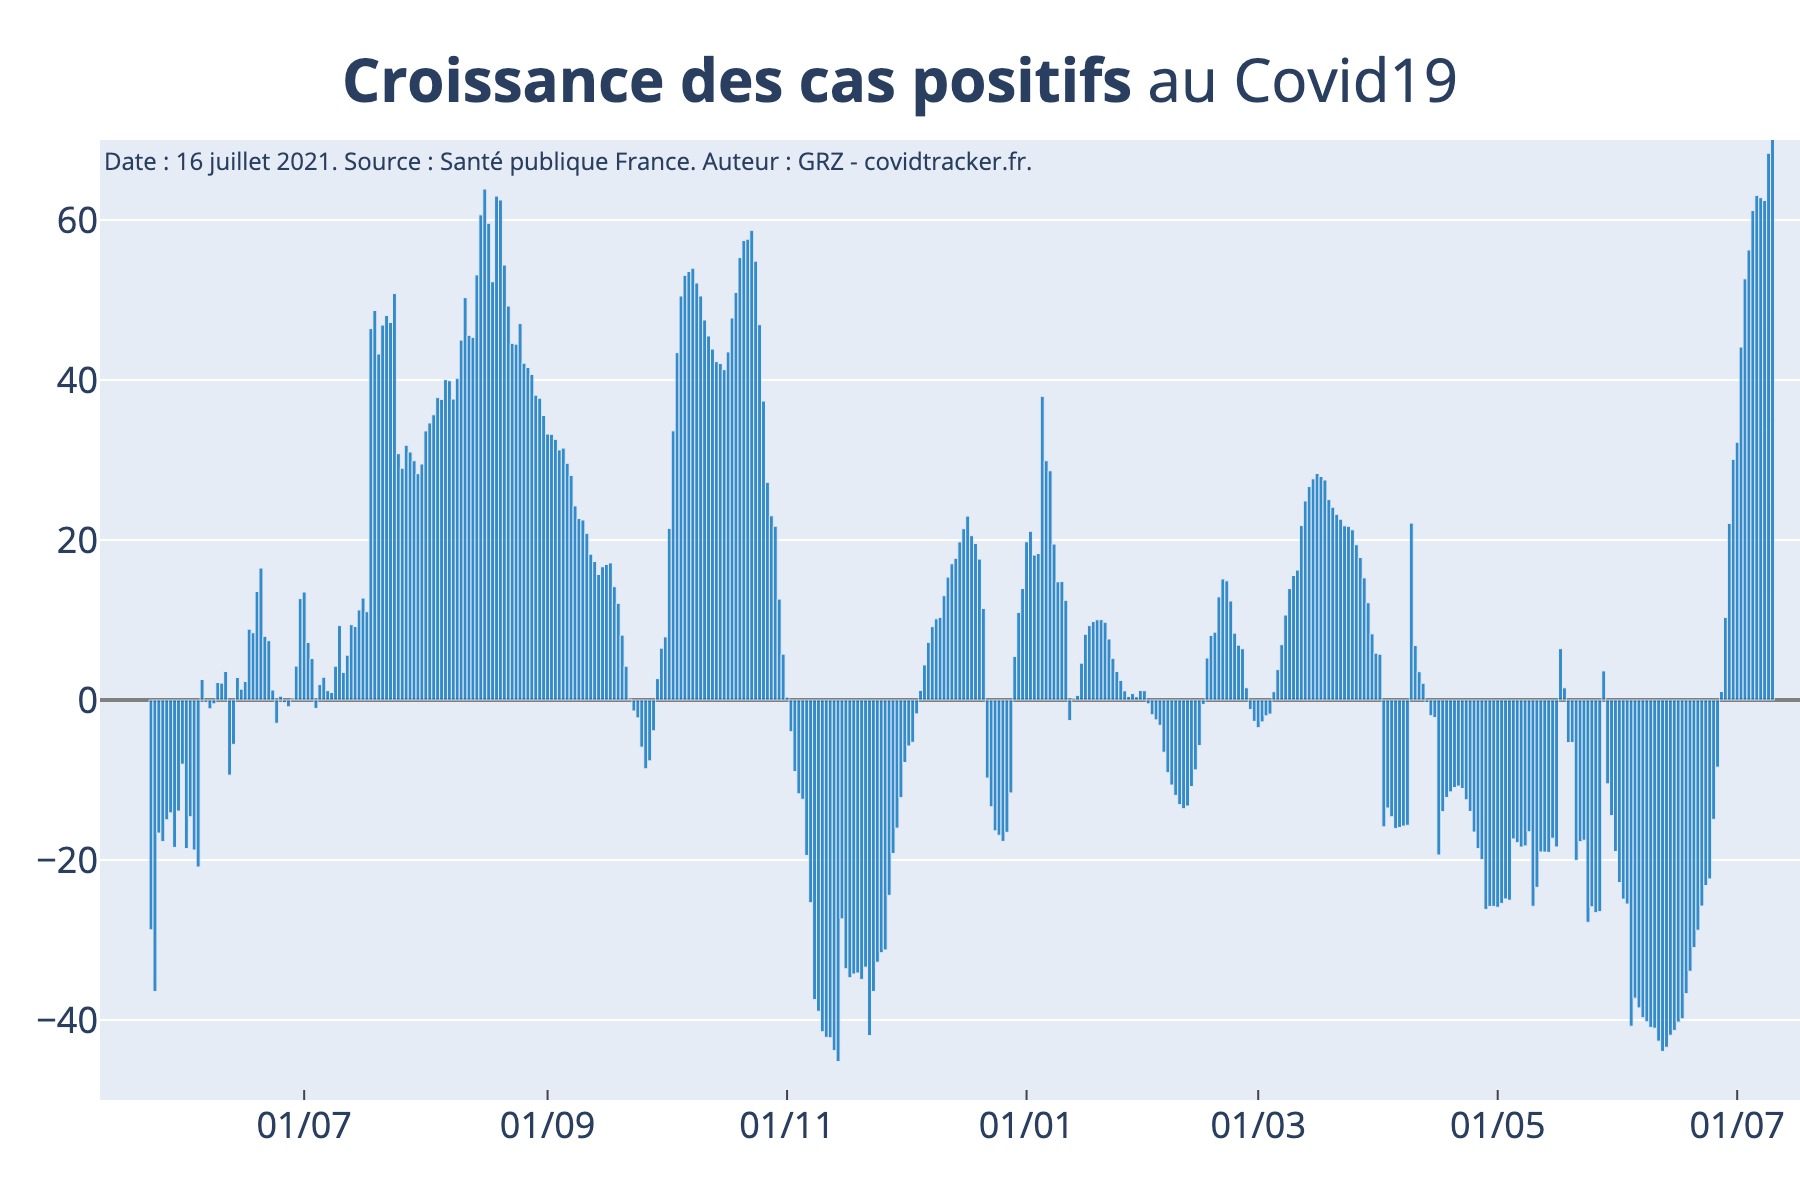 Croissance des cas positifs au Covid19
Date : 16 juillet 2021. Source : Santé publique France. Auteur : GRZ - covidtracker.fr.
60
40
20
0
−20
−40
01/07 01/09 01/11 01/01 01/03 01/05 01/07